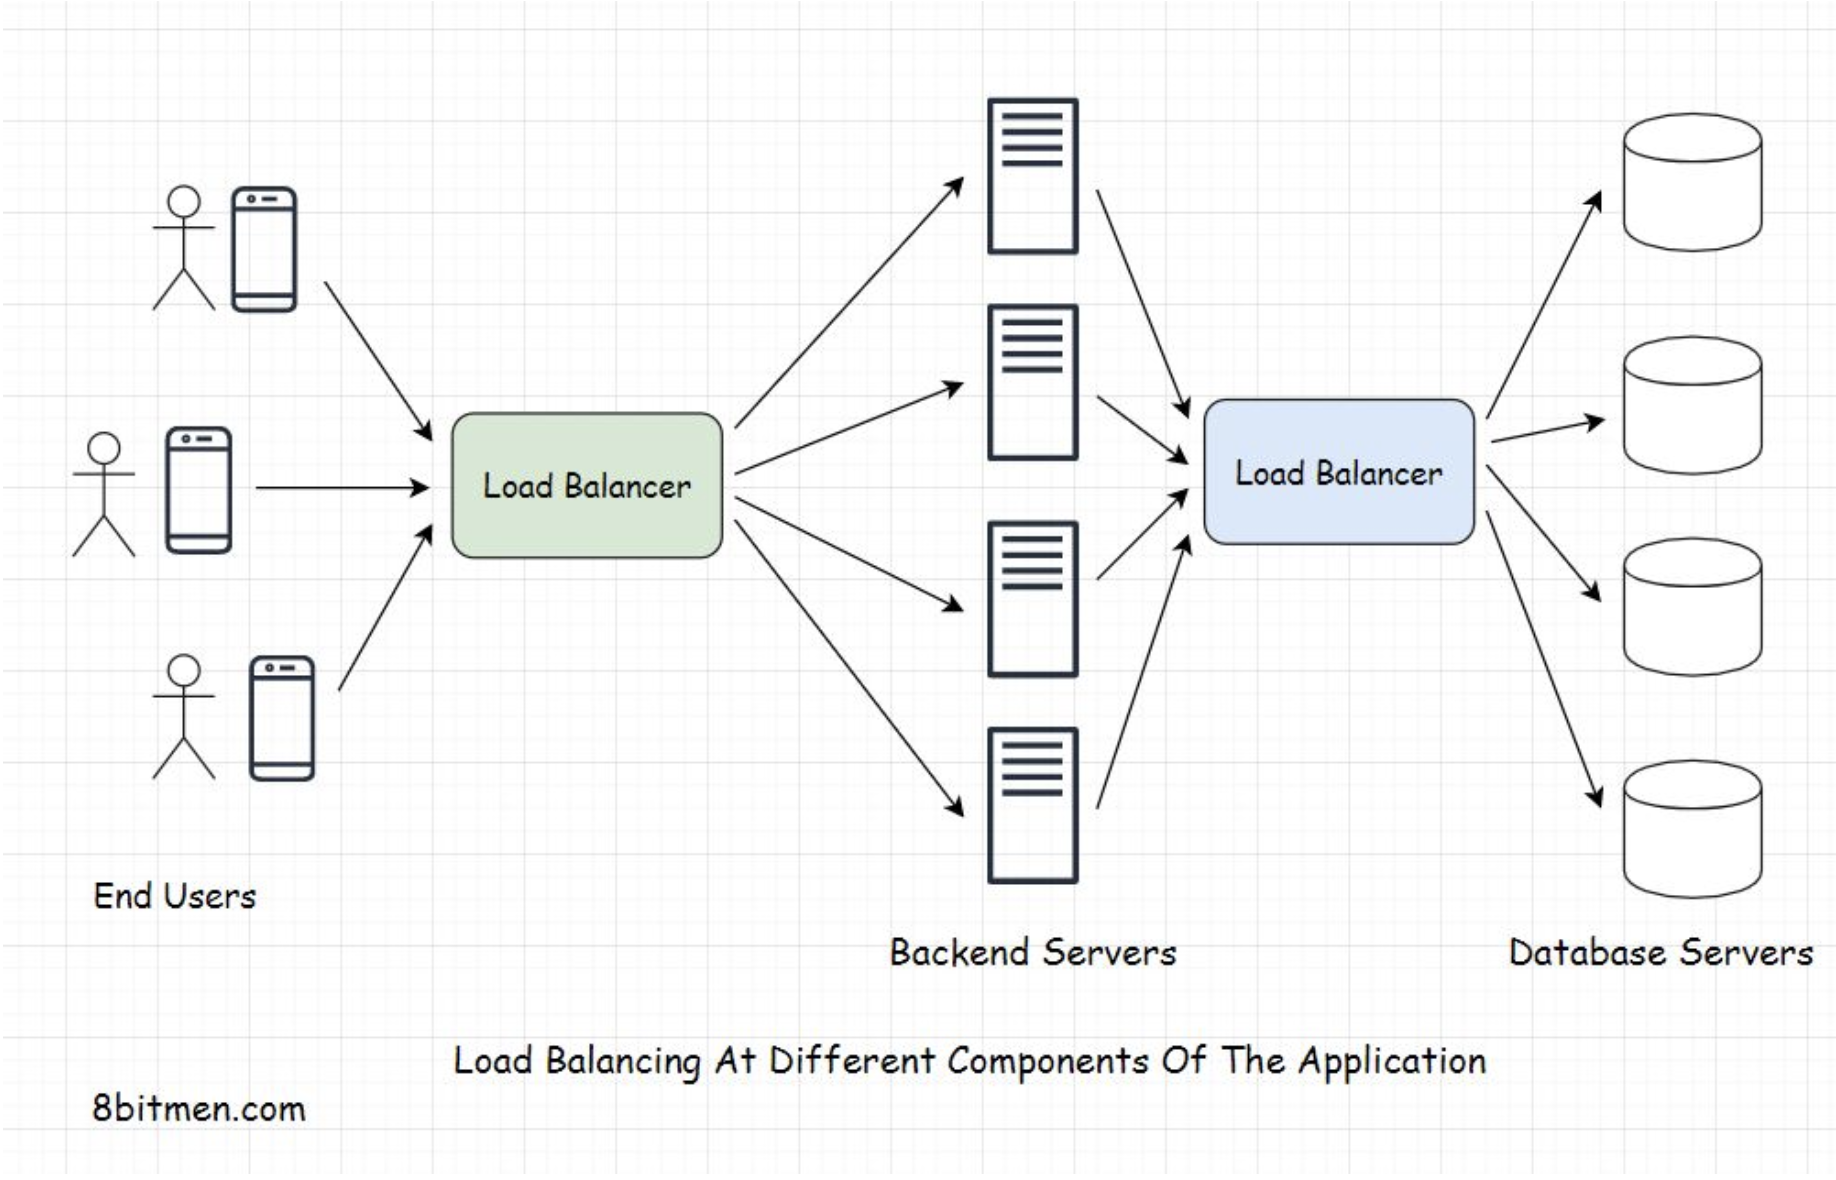 Load Balancer
Load Balancer
End Users
Backend Servers
Database Servers
Load Balancing At Different Components Of The Application
8bitmen.com